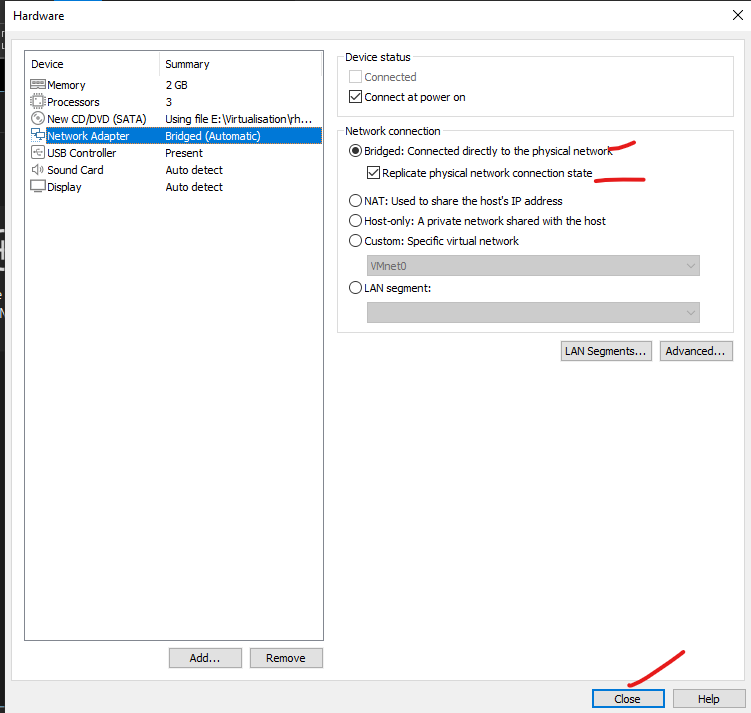 Hardware
Device Summary
Memory 2 GB
Processors 3
New CD/DVD (SATA) Using file E:\Virtualisation\rh...
Network Adapter Bridged (Automatic)
USB Controller Present
Sound Card Auto detect
Display Auto detect
Add...
Remove
Device status
Connected
Connect at power on
Network connection
Bridged: Connected directly to the physical network
Replicate physical network connection state
NAT: Used to share the host's IP address
Host-only: A private network shared with the host
Custom: Specific virtual network
VMnet0
LAN segment:
LAN Segments...
Advanced...
Close
Help